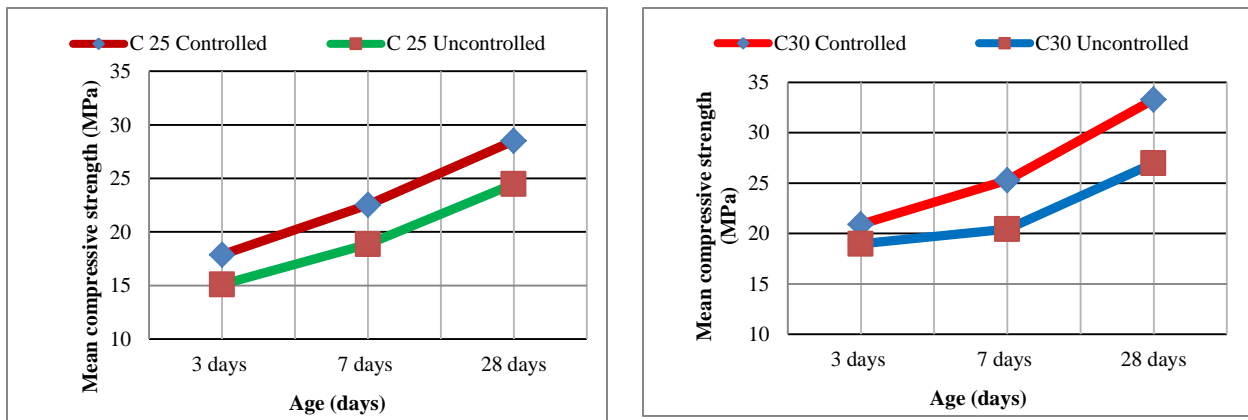 C 25 Controlled
C 25 Uncontrolled
Mean compressive strength (MPa)
35
30
25
20
15
10
3 days
7 days
28 days
Age (days)
C30 Controlled
C30 Uncontrolled
Mean compressive strength
(MPa)
35
30
25
20
15
10
3 days
7 days
28 days
Age (days)